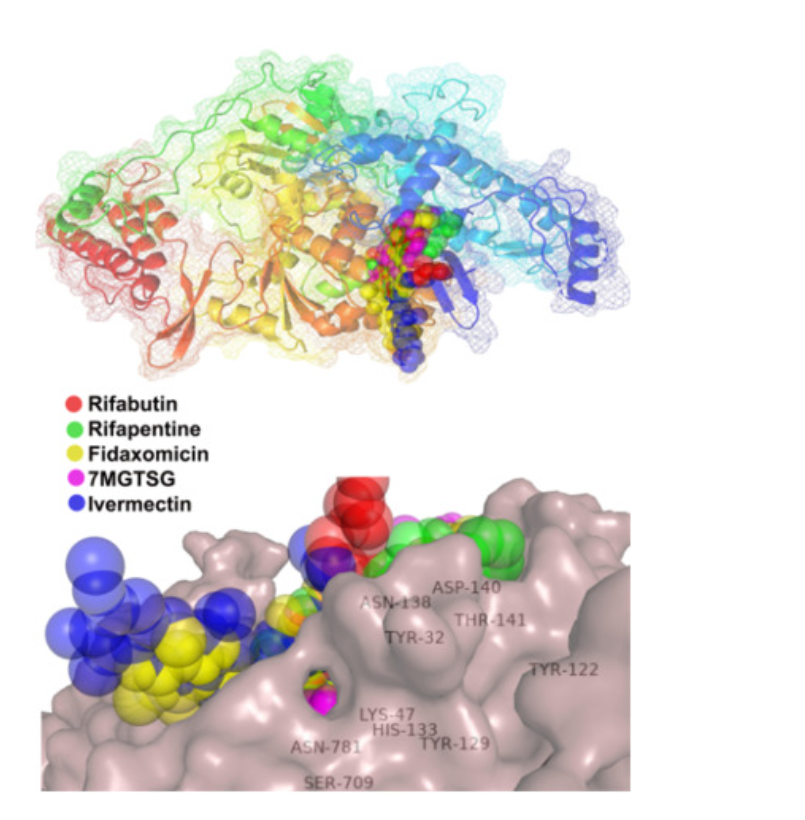 Rifabutin
Rifapentine
Fidaxomicin
7MGTSG
Ivermectin
ASP-140
ASN-138
THR-141
TYR-32
TYR-122
LYS-47
HIS-133
TYR-129
ASN-781
SER-709